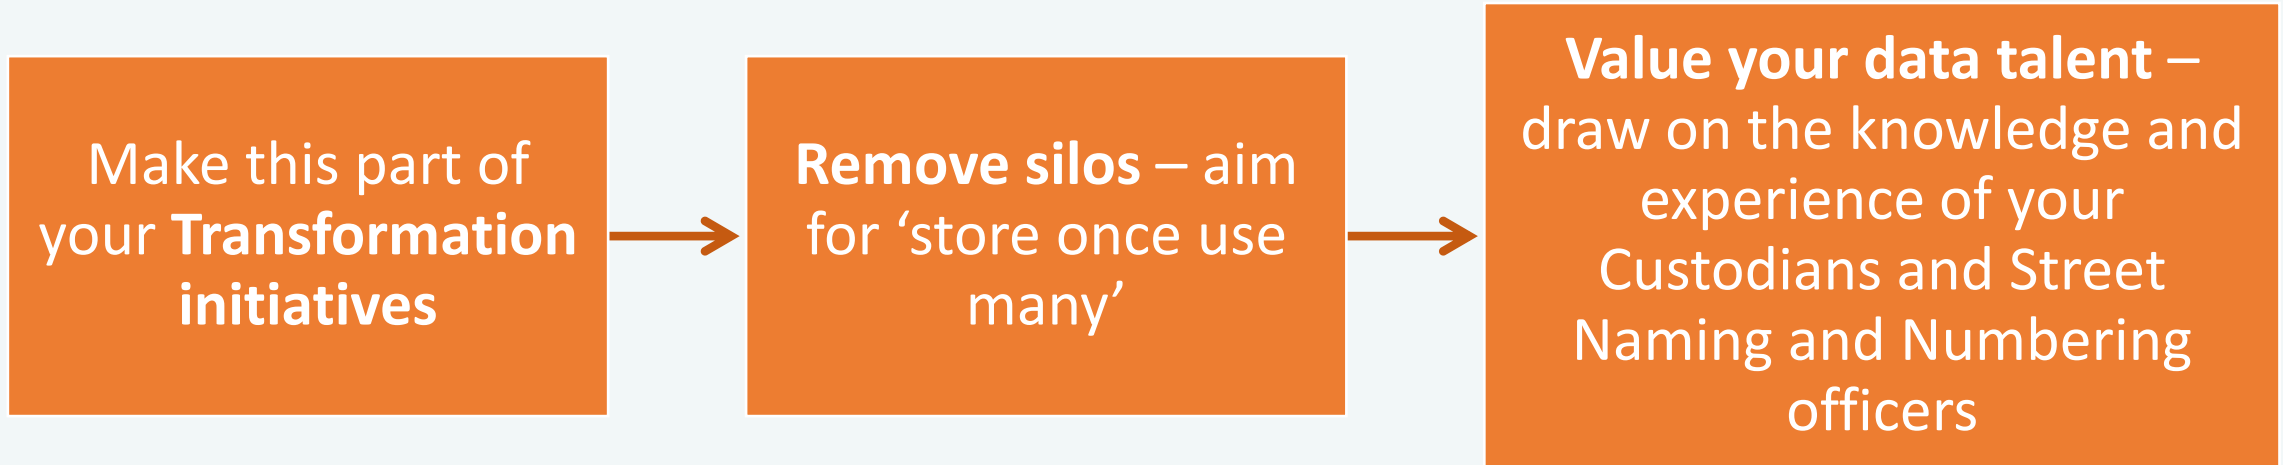 Make this part of
your Transformation
initiatives
Remove silos – aim
for ‘store once use
many’
Value your data talent –
draw on the knowledge and
experience of your
Custodians and Street
Naming and Numbering
officers